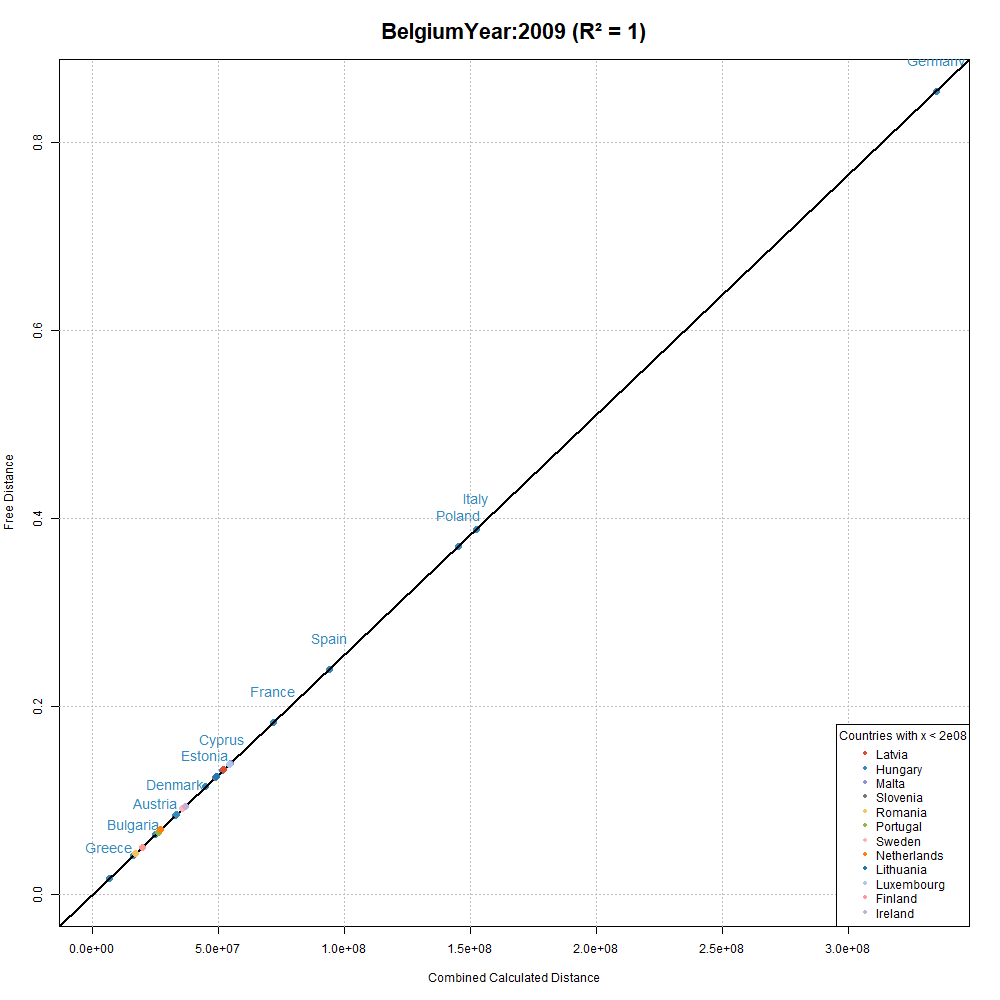 BelgiumYear:2009 (R² = 1)
Germany
0.8
0.6
Free Distance
Italy
0.4
Poland
Spain
France
0.2
Cyprus
Estonia
Denmark
Austria
Bulgaria
Greece
0.0
Countries with x < 2e08
Latvia
Hungary
Malta
Slovenia
Romania
Portugal
Sweden
Netherlands
Lithuania
Luxembourg
Finland
Ireland
0.0e+00 5.0e+07 1.0e+08 1.5e+08 2.0e+08 2.5e+08 3.0e+08
Combined Calculated Distance